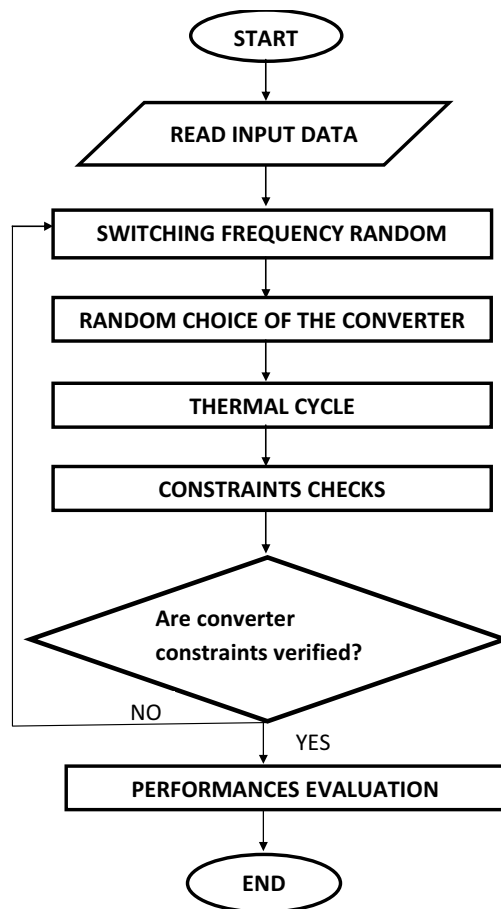 START
READ INPUT DATA
SWITCHING FREQUENCY RANDOM
RANDOM CHOICE OF THE CONVERTER
THERMAL CYCLE
CONSTRAINTS CHECKS
Are converter
constraints verified?
NO
YES
PERFORMANCES EVALUATION
END